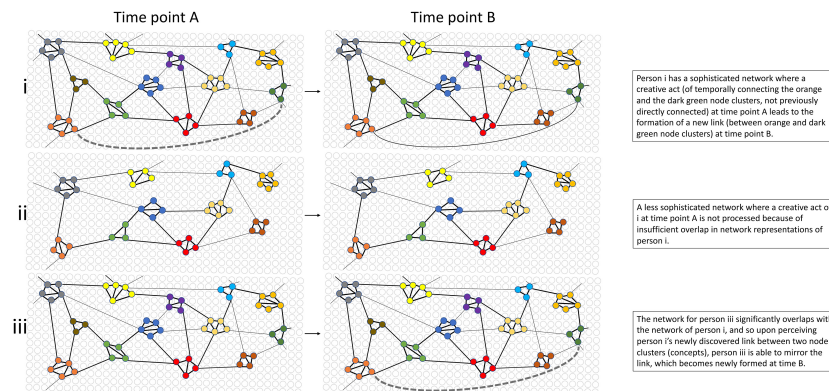 Time point A
Time point B
i
Person i has a sophisticated network where a
creative act (of temporally connecting the orange
and the dark green node clusters, not previously
directly connected) at time point A leads to the
formation of a new link (between orange and dark
green node clusters) at time point B.
ii
A less sophisticated network where a creative act o
i at time point A is not processed because of
insufficient overlap in network representations of
person i.
iii
The network for person iii significantly overlaps wit
the network of person i, and so upon perceiving
person i's newly discovered link between two node
clusters (concepts), person iii is able to mirror the
link, which becomes newly formed at time B.